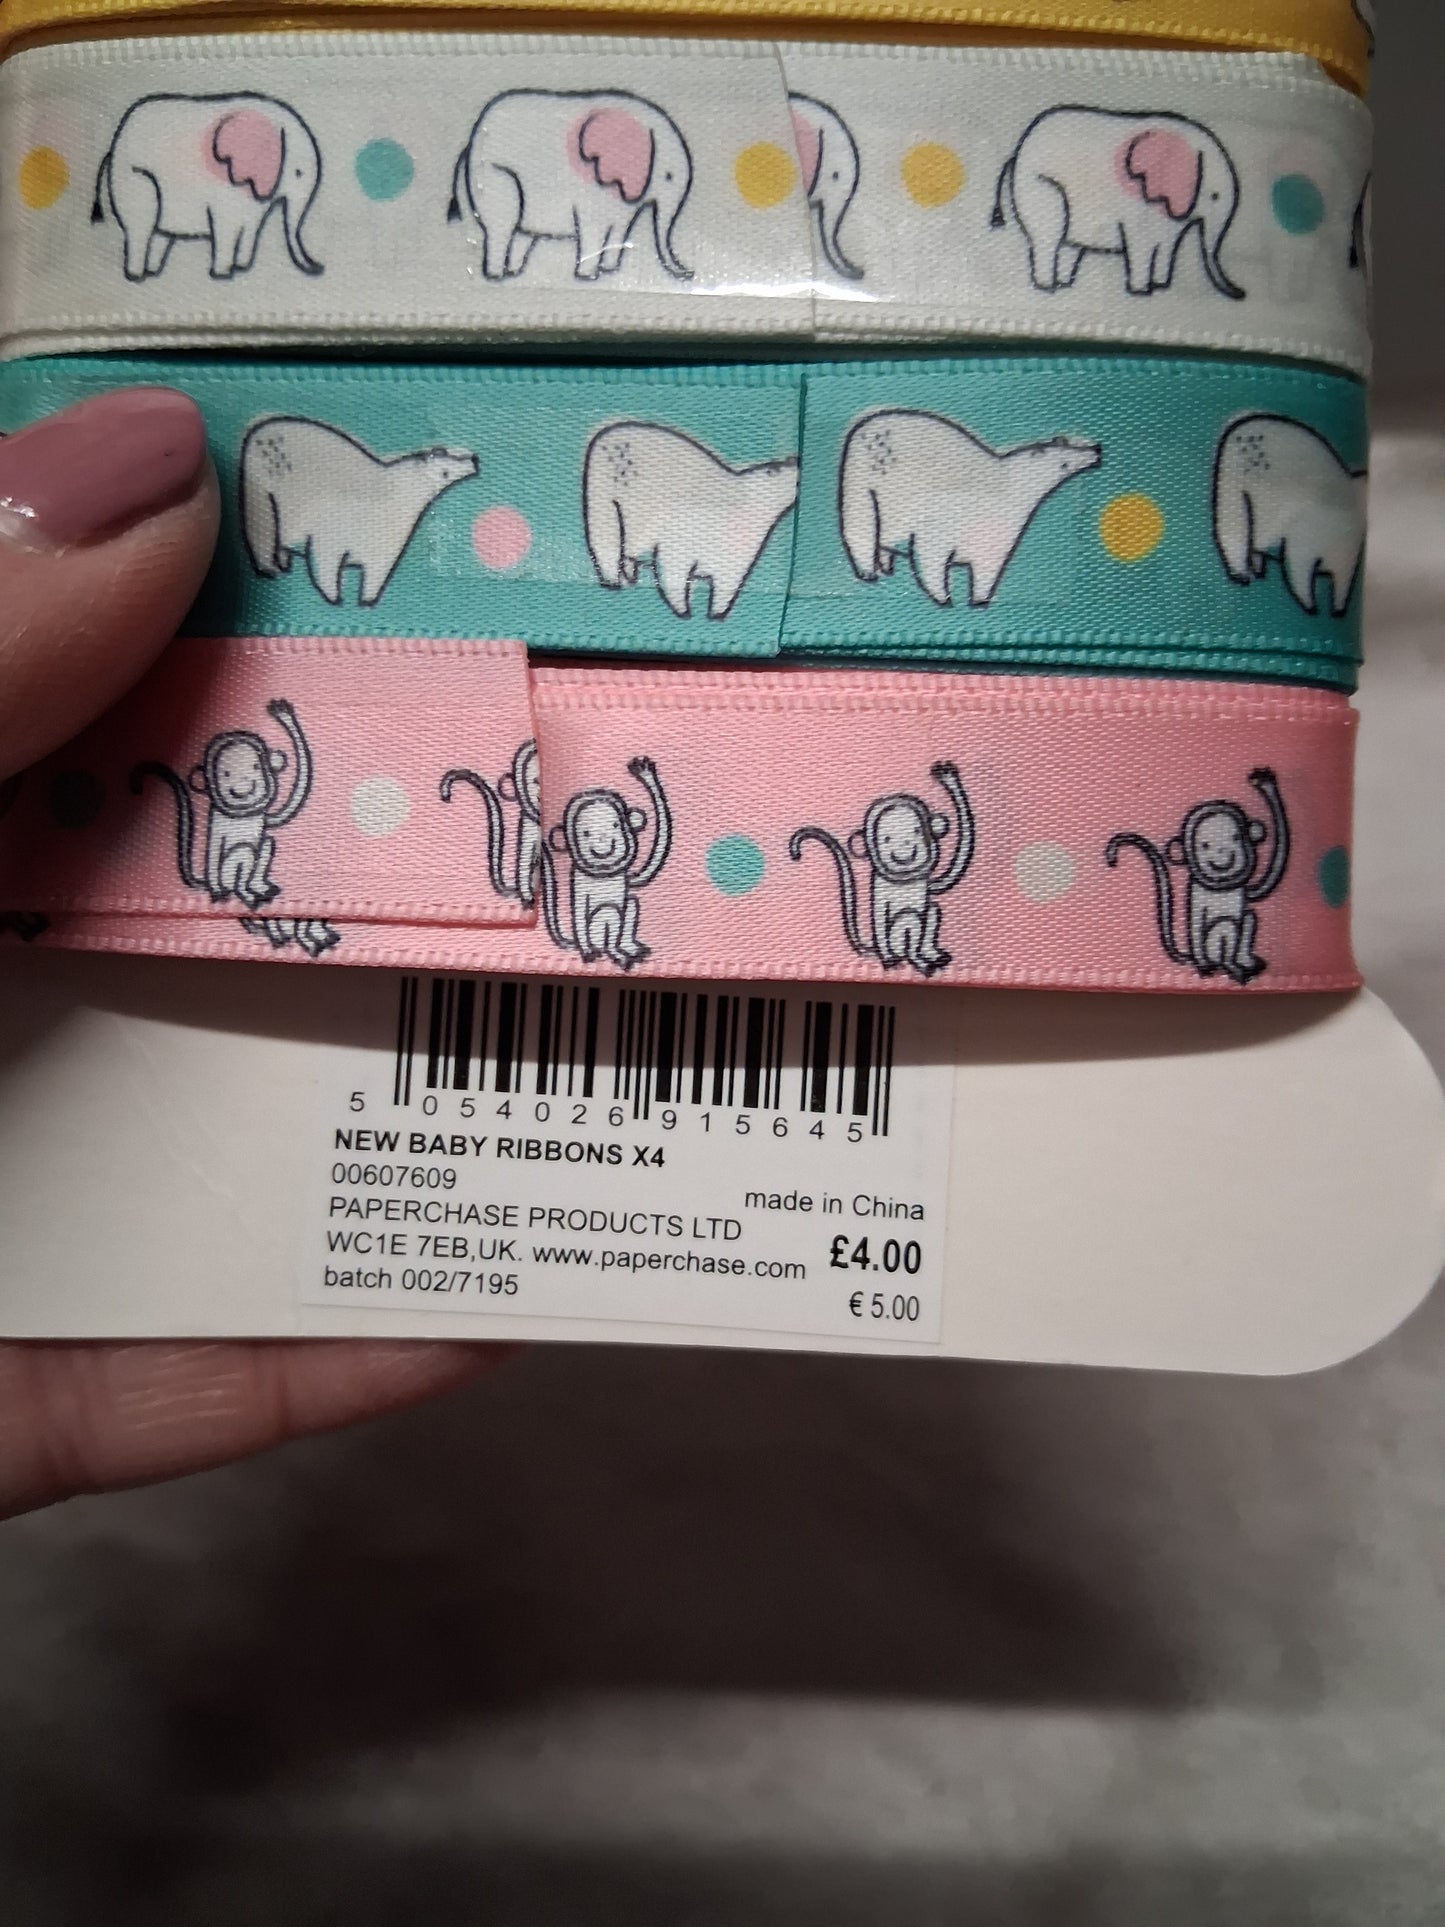 5 054026 915645
NEW BABY RIBBONS X4
00607609
made in China
PAPERCHASE PRODUCTS LTD
WC1E 7EB,UK. www.paperchase.com
£4.00
batch 002/7195
€ 5.00